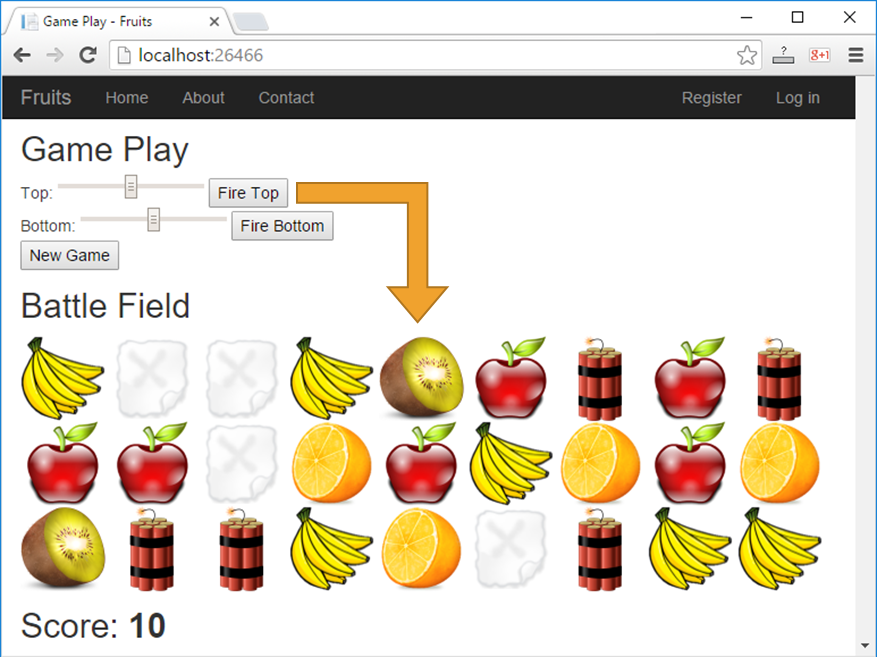 Game Play - Fruits
localhost:26466
?
g+1
Fruits Home About Contact Register Log in
Game Play
Top: Fire Top
Bottom: Fire Bottom
New Game
Battle Field
Score: 10